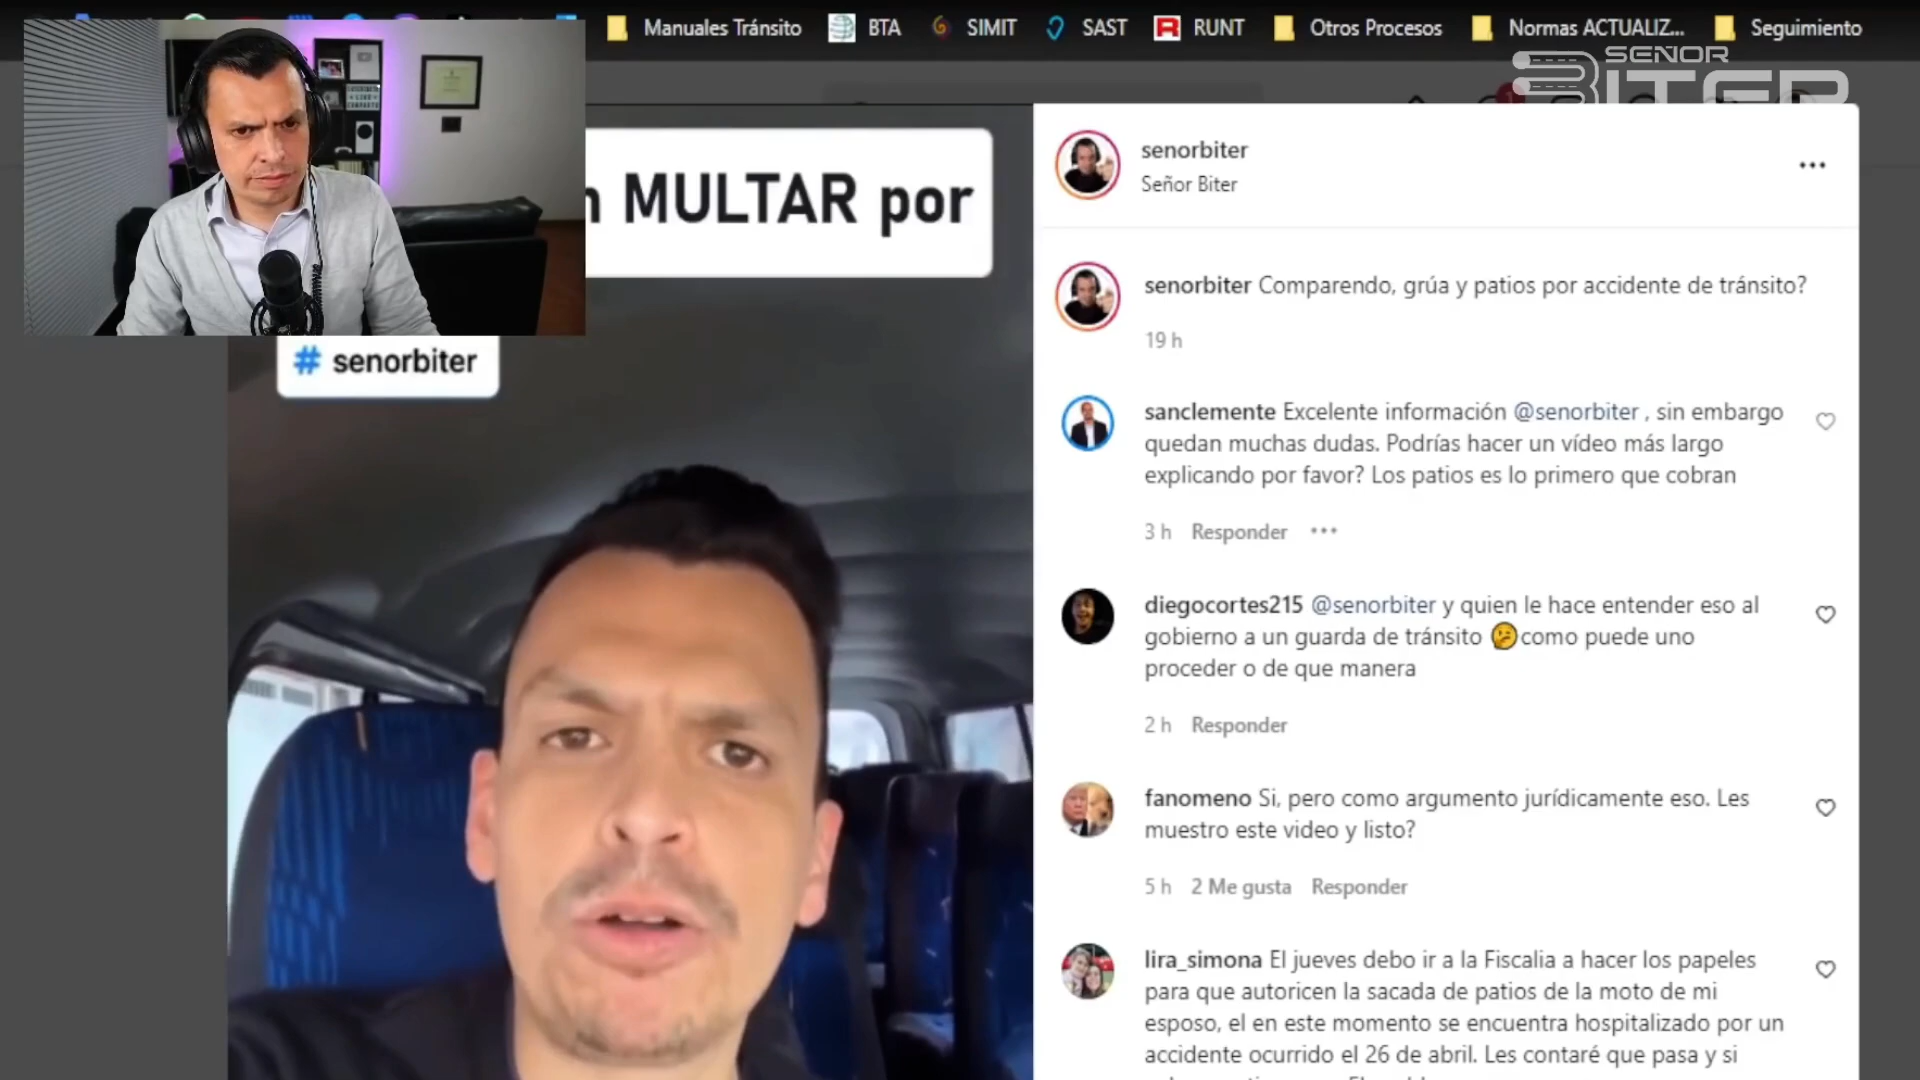 Manuales Tránsito
BTA
SIMIT
SAST
RUNT
Otros Procesos
Normas ACTUALIZ...
Seguimiento
SEÑOR
BITER
MULTAR por
# senorbiter
senorbiter
Señor Biter
senorbiter Comparendo, grúa y patios por accidente de tránsito?
19 h
sanclemente Excelente información @senorbiter , sin embargo
quedan muchas dudas. Podrías hacer un vídeo más largo
explicando por favor? Los patios es lo primero que cobran
3 h Responder
diegocortes215 @senorbiter y quien le hace entender eso al
gobierno a un guarda de tránsito 🤔como puede uno
proceder o de que manera
2 h Responder
fanomeno Si, pero como argumento jurídicamente eso. Les
muestro este video y listo?
5 h 2 Me gusta Responder
lira_simona El jueves debo ir a la Fiscalia a hacer los papeles
para que autoricen la sacada de patios de la moto de mi
esposo, el en este momento se encuentra hospitalizado por un
accidente ocurrido el 26 de abril. Les contaré que pasa y si